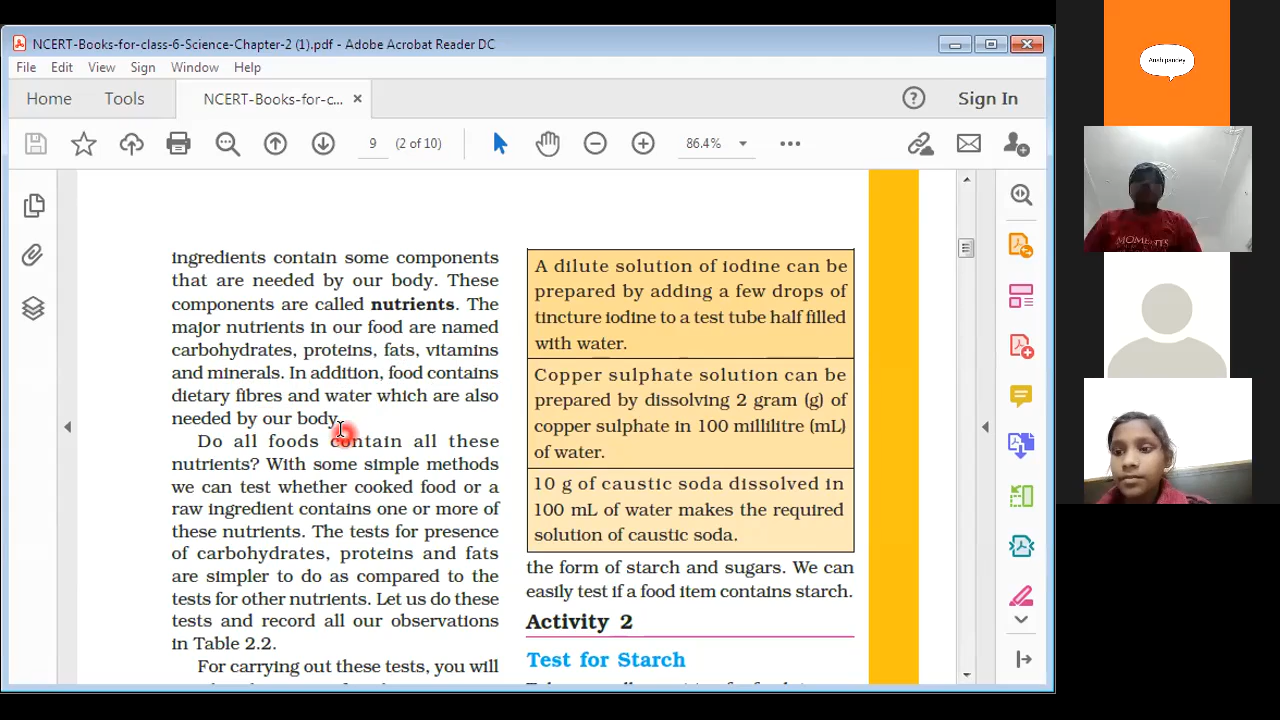 NCERT-Books-for-class-6-Science-Chapter-2 (1).pdf - Adobe Acrobat Reader DC
File Edit View Sign Window Help
Home Tools NCERT-Books-for-c... × Sign In
9 (2 of 10) 86.4%
ingredients contain some components
that are needed by our body. These
components are called nutrients. The
major nutrients in our food are named
carbohydrates, proteins, fats, vitamins
and minerals. In addition, food contains
dietary fibres and water which are also
needed by our body.
Do all foods contain all these
nutrients? With some simple methods
we can test whether cooked food or a
raw ingredient contains one or more of
these nutrients. The tests for presence
of carbohydrates, proteins and fats
are simpler to do as compared to the
tests for other nutrients. Let us do these
tests and record all our observations
in Table 2.2.
For carrying out these tests, you will
A dilute solution of iodine can be
prepared by adding a few drops of
tincture iodine to a test tube half filled
with water.
Copper sulphate solution can be
prepared by dissolving 2 gram (g) of
copper sulphate in 100 millilitre (mL)
of water.
10 g of caustic soda dissolved in
100 mL of water makes the required
solution of caustic soda.
the form of starch and sugars. We can
easily test if a food item contains starch.
Activity 2
Test for Starch
Ansh pandey
MOMENTS